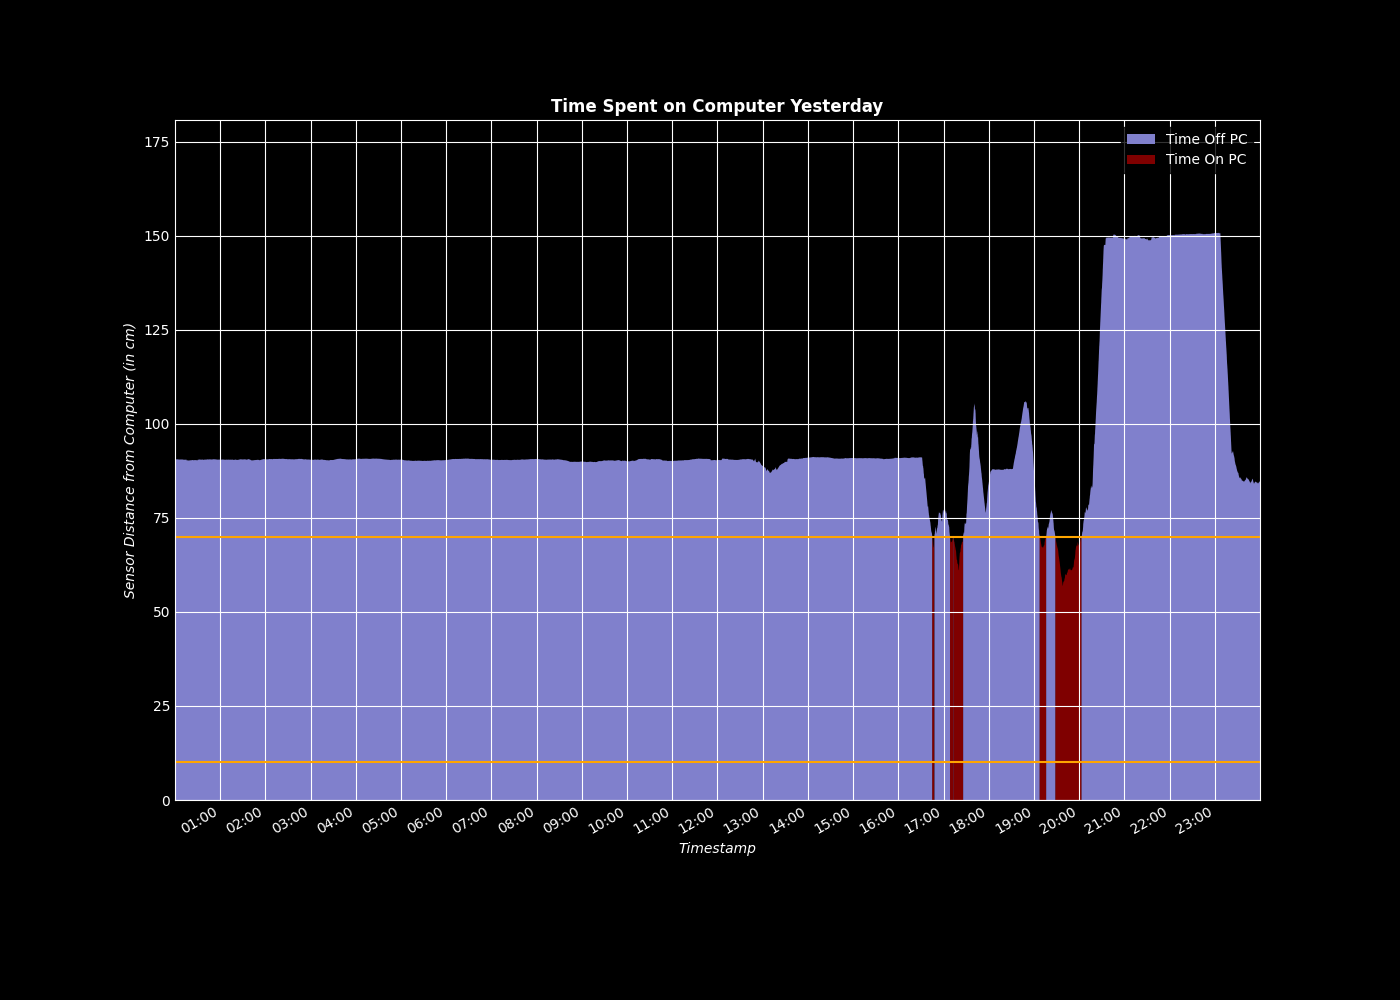 Time Spent on Computer Yesterday
Time Off PC
Time On PC
175
150
125
100
75
50
25
0
Sensor Distance from Computer (in cm)
01:00 02:00 03:00 04:00 05:00 06:00 07:00 08:00 09:00 10:00 11:00 12:00 13:00 14:00 15:00 16:00 17:00 18:00 19:00 20:00 21:00 22:00 23:00
Timestamp